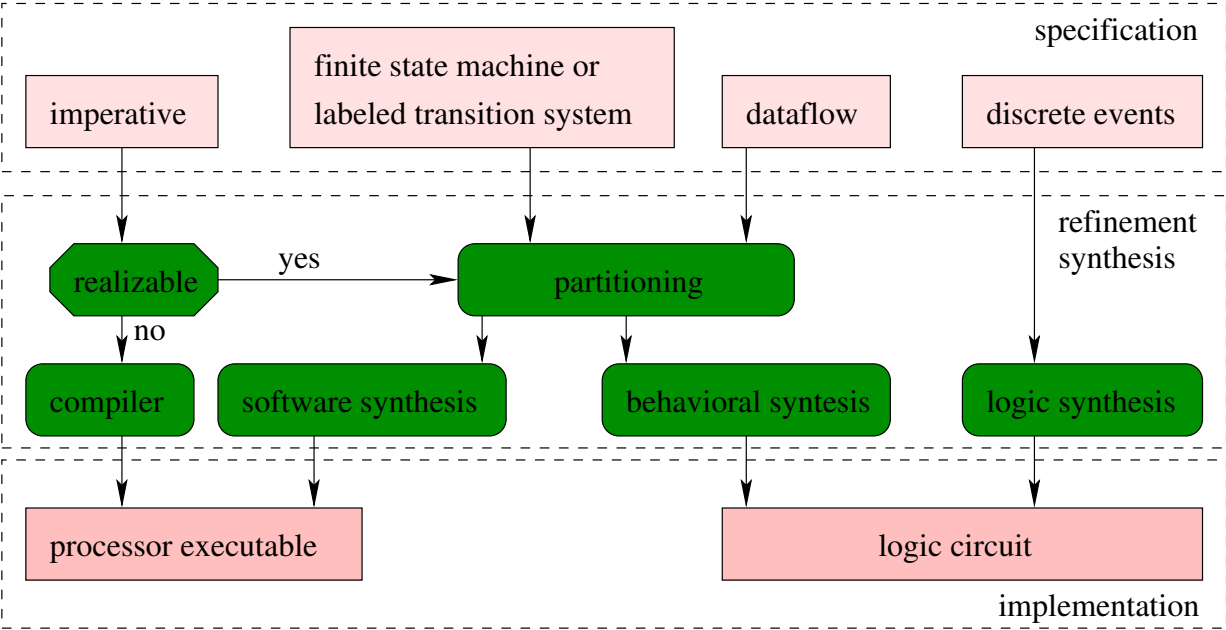 specification
finite state machine or
labeled transition system
imperative
dataflow
discrete events
refinement
synthesis
realizable
yes
partitioning
no
compiler
software synthesis
behavioral syntesis
logic synthesis
processor executable
logic circuit
implementation